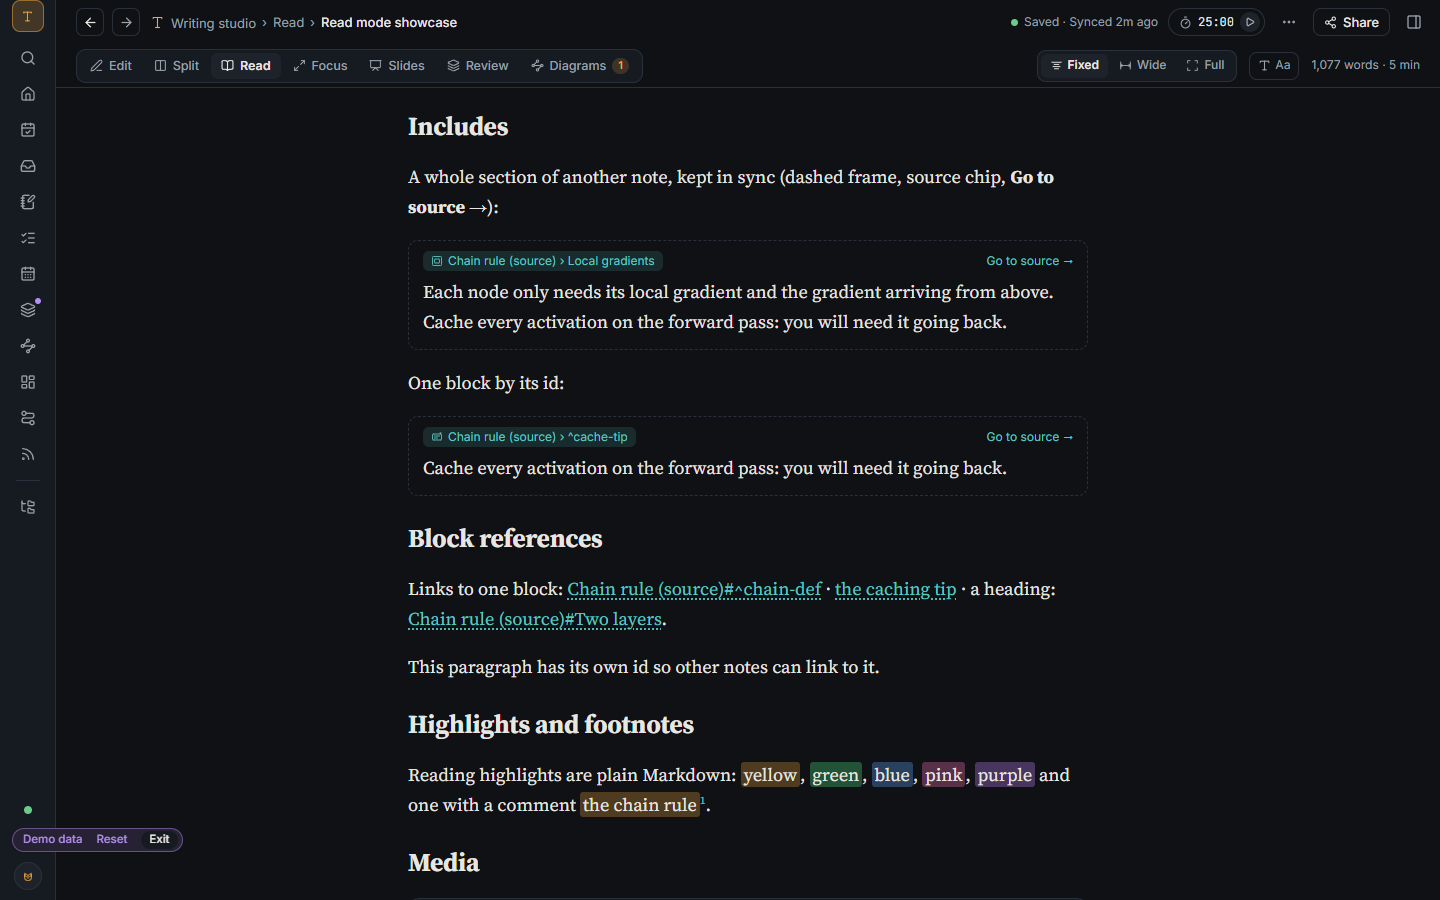 T
T Writing studio › Read › Read mode showcase
Saved · Synced 2m ago
25:00
Share
Edit
Split
Read
Focus
Slides
Review
Diagrams 1
Fixed
Wide
Full
T Aa
1,077 words · 5 min
Includes
A whole section of another note, kept in sync (dashed frame, source chip, Go to
source →):
Chain rule (source) › Local gradients
Go to source →
Each node only needs its local gradient and the gradient arriving from above.
Cache every activation on the forward pass: you will need it going back.
One block by its id:
Chain rule (source) › ^cache-tip
Go to source →
Cache every activation on the forward pass: you will need it going back.
Block references
Links to one block: Chain rule (source)#^chain-def · the caching tip · a heading:
Chain rule (source)#Two layers.
This paragraph has its own id so other notes can link to it.
Highlights and footnotes
Reading highlights are plain Markdown: yellow, green, blue, pink, purple and
one with a comment the chain rule1.
Media
Demo data
Reset
Exit